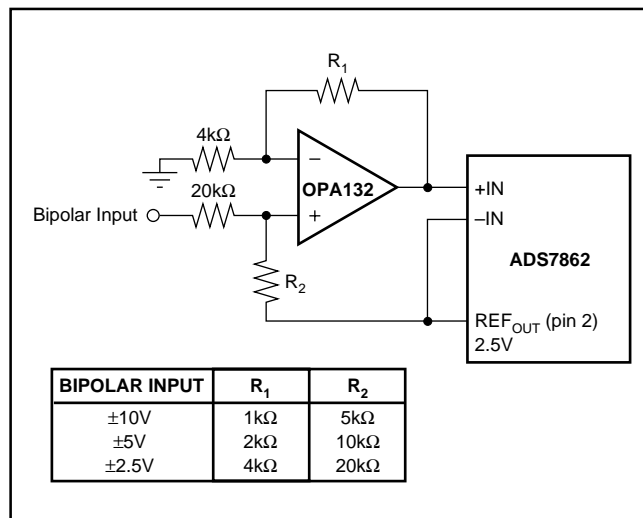 R1
4kΩ
−
OPA132
+IN
20kΩ
Bipolar Input
+
−IN
ADS7862
R2
REFOUT (pin 2)
2.5V
BIPOLAR INPUT R1 R2
±10V 1kΩ 5kΩ
±5V 2kΩ 10kΩ
±2.5V 4kΩ 20kΩ